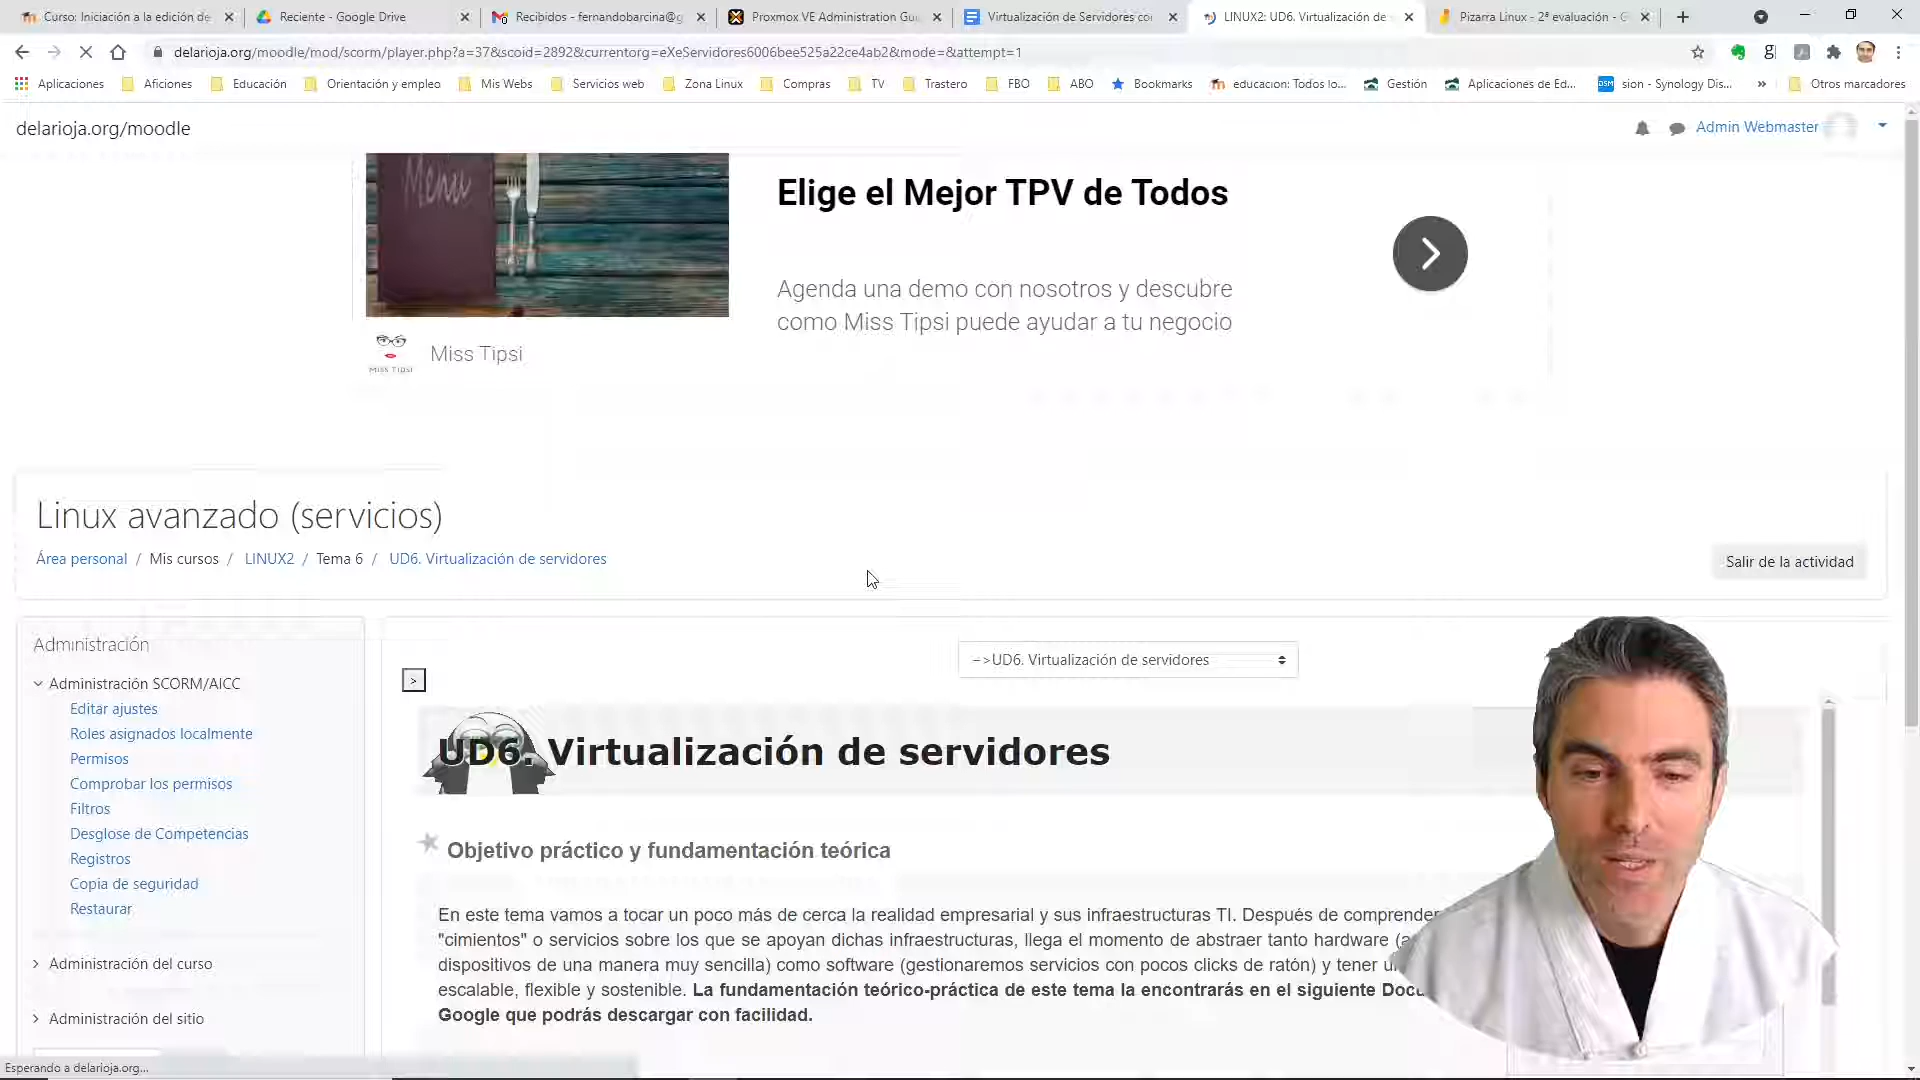 Curso: Iniciación a la edición de
Reciente - Google Drive
Recibidos - fernandobarcina@g
Proxmox VE Administration Gui
Virtualización de Servidores co
LINUX2: UD6. Virtualización de
Pizarra Linux - 2ª evaluación - G
delarioja.org/moodle/mod/scorm/player.php?a=37&scoid=2892&currentorg=eXeServidores6006bee525a22ce4ab2&mode=&attempt=1
Aplicaciones
Aficiones
Educación
Orientación y empleo
Mis Webs
Servicios web
Zona Linux
Compras
TV
Trastero
FBO
ABO
Bookmarks
educacion: Todos lo...
Gestión
Aplicaciones de Ed...
sion - Synology Dis...
»
Otros marcadores
delarioja.org/moodle
Admin Webmaster
Menu
Elige el Mejor TPV de Todos
Agenda una demo con nosotros y descubre
como Miss Tipsi puede ayudar a tu negocio
MISS TIPSI
Miss Tipsi
Linux avanzado (servicios)
Área personal / Mis cursos / LINUX2 / Tema 6 / UD6. Virtualización de servidores
Salir de la actividad
Administración
Administración SCORM/AICC
Editar ajustes
Roles asignados localmente
Permisos
Comprobar los permisos
Filtros
Desglose de Competencias
Registros
Copia de seguridad
Restaurar
Administración del curso
Administración del sitio
-->UD6. Virtualización de servidores
>
UD6. Virtualización de servidores
Objetivo práctico y fundamentación teórica
En este tema vamos a tocar un poco más de cerca la realidad empresarial y sus infraestructuras TI. Después de comprender
"cimientos" o servicios sobre los que se apoyan dichas infraestructuras, llega el momento de abstraer tanto hardware (a
dispositivos de una manera muy sencilla) como software (gestionaremos servicios con pocos clicks de ratón) y tener u
escalable, flexible y sostenible. La fundamentación teórico-práctica de este tema la encontrarás en el siguiente Docu
Google que podrás descargar con facilidad.
Esperando a delarioja.org...